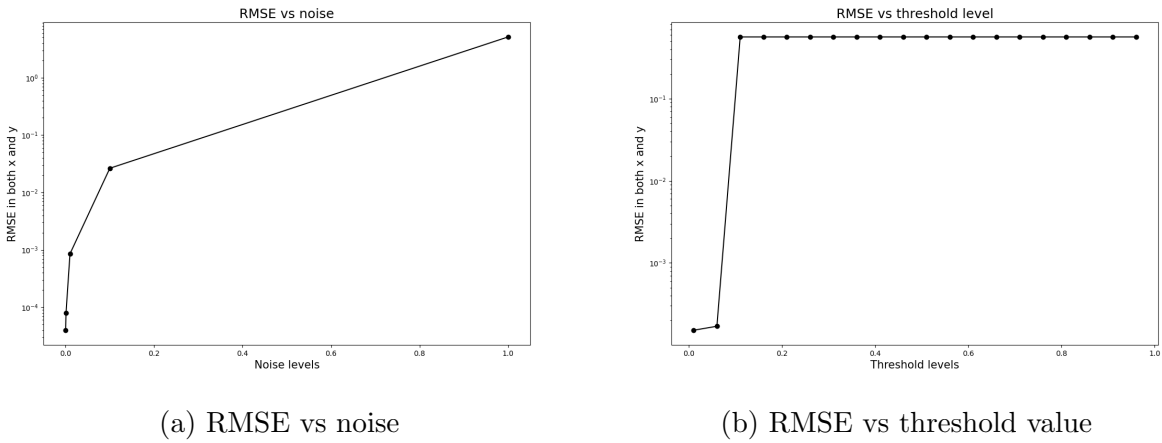 RMSE vs noise
RMSE in both x and y
10⁰
10⁻¹
10⁻²
10⁻³
10⁻⁴
0.0 0.2 0.4 0.6 0.8 1.0
Noise levels
(a) RMSE vs noise
RMSE vs threshold level
RMSE in both x and y
10⁻¹
10⁻²
10⁻³
0.0 0.2 0.4 0.6 0.8 1.0
Threshold levels
(b) RMSE vs threshold value